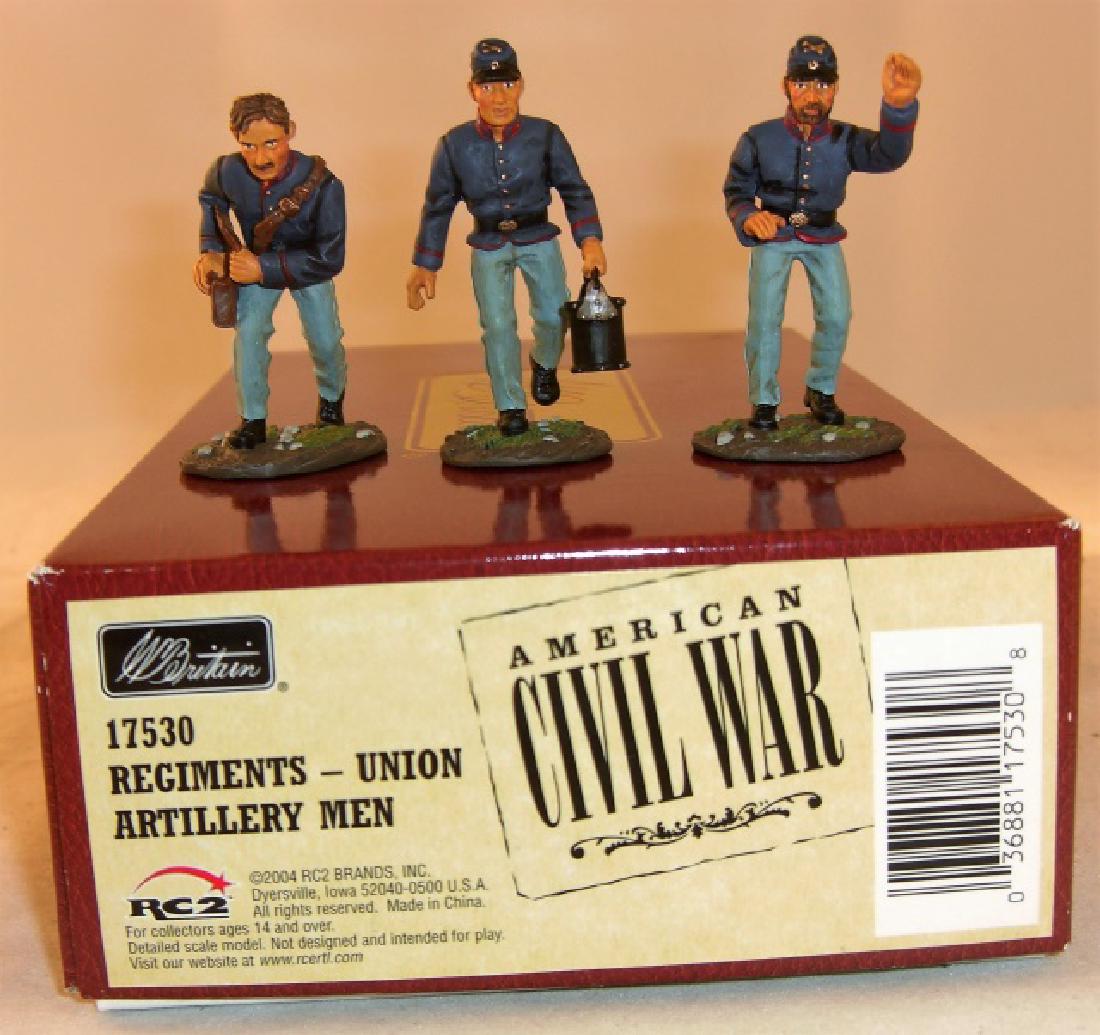 W.Britain
®
17530
REGIMENTS – UNION
ARTILLERY MEN
AMERICAN
CIVIL WAR
RC2
©2004 RC2 BRANDS, INC.
Dyersville, Iowa 52040-0500 U.S.A.
All rights reserved. Made in China.
For collectors ages 14 and over.
Detailed scale model. Not designed and intended for play.
Visit our website at www.rcertl.com
0 36881 17530 8